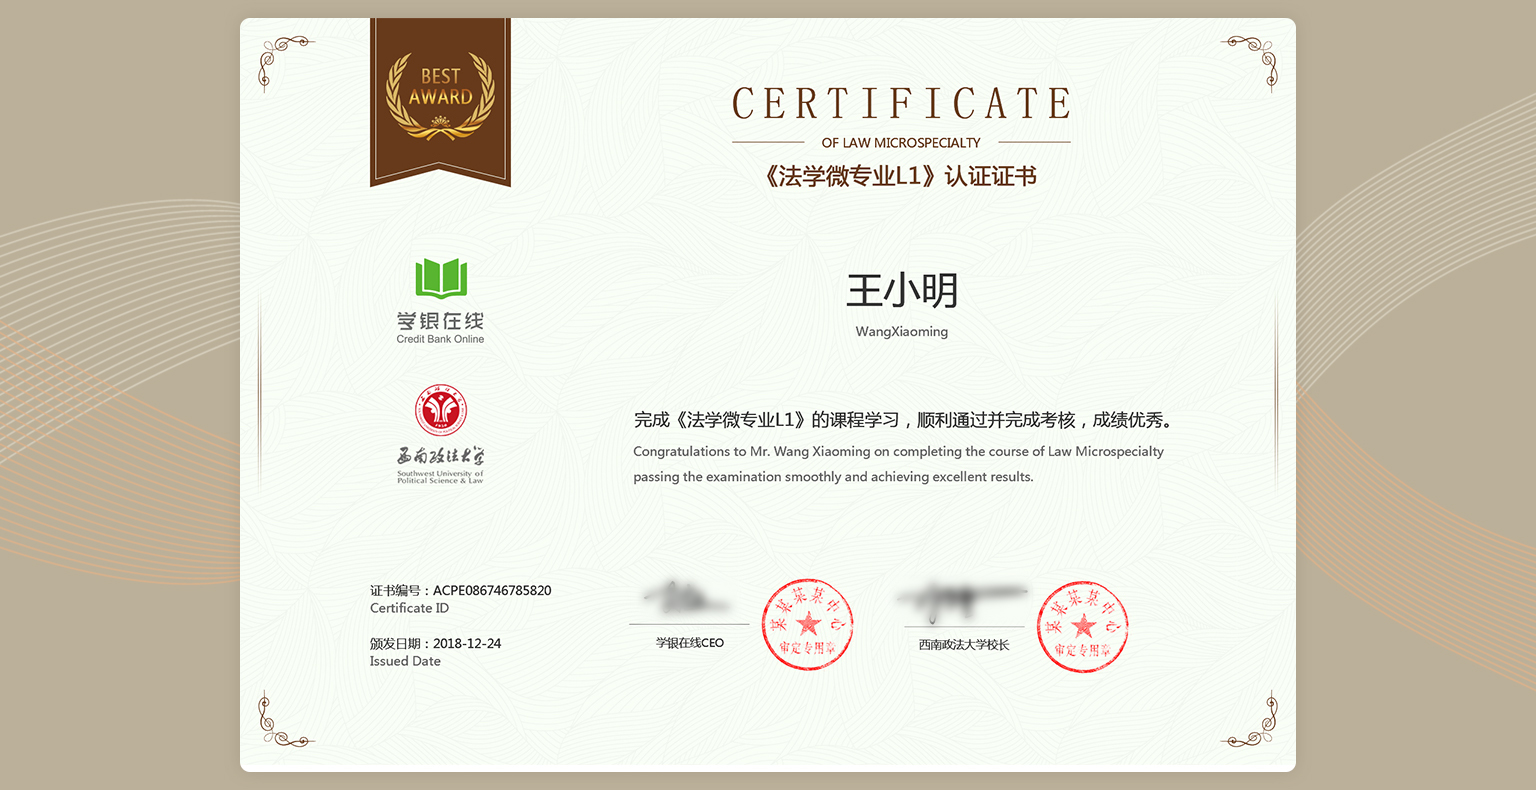 BEST
AWARD
CERTIFICATE
OF LAW MICROSPECIALTY
《法学微专业L1》认证证书
学银在线
Credit Bank Online
王小明
WangXiaoming
西南政法大学
Southwest University of
Political Science & Law
完成《法学微专业L1》的课程学习，顺利通过并完成考核，成绩优秀。
Congratulations to Mr. Wang Xiaoming on completing the course of Law Microspecialty
passing the examination smoothly and achieving excellent results.
证书编号：ACPE086746785820
Certificate ID
颁发日期：2018-12-24
Issued Date
学银在线CEO
某某某某中心
审定专用章
西南政法大学校长
某某某某中心
审定专用章